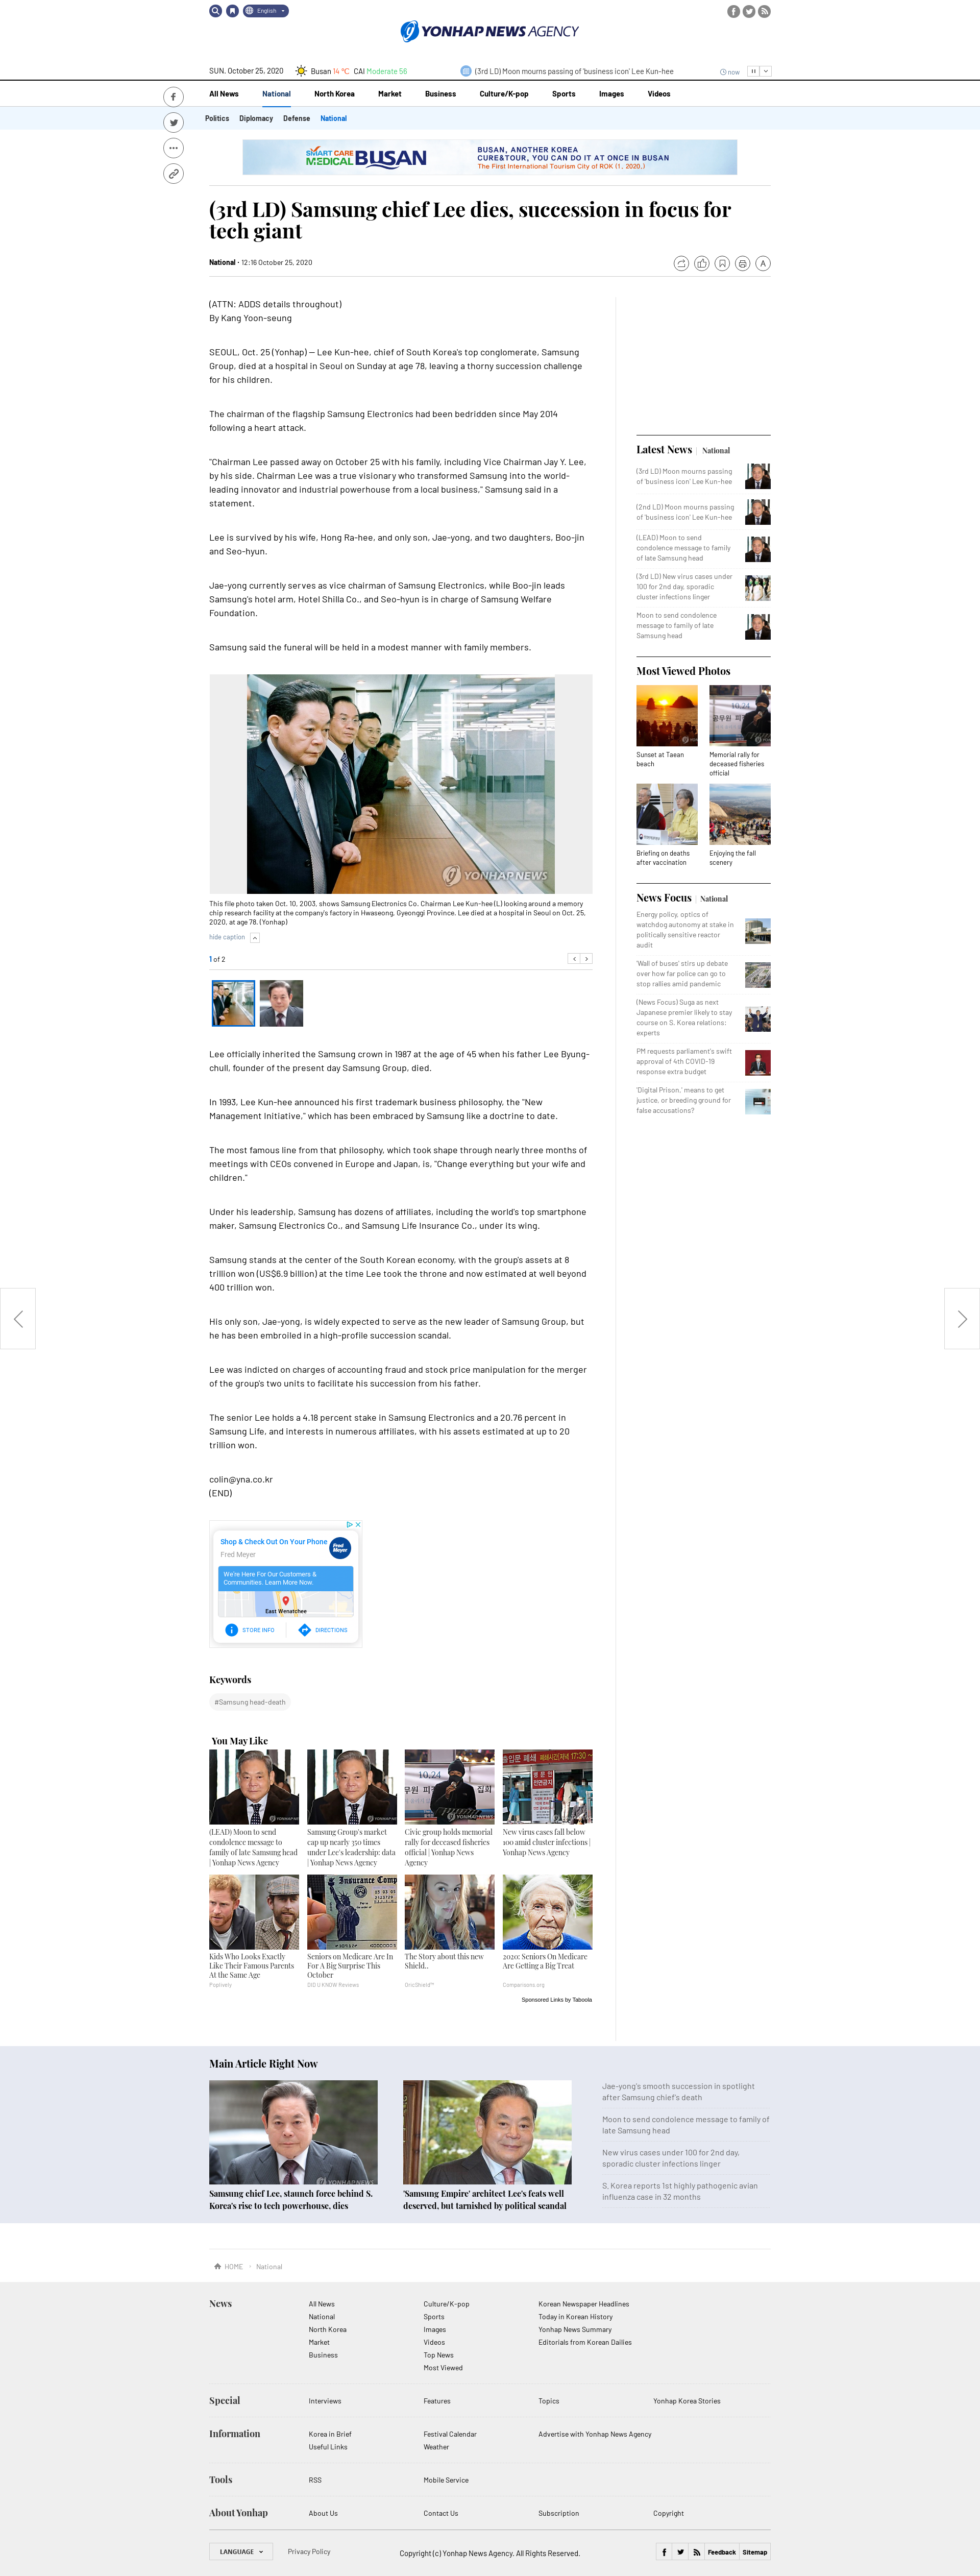 English
YONHAP NEWS AGENCY
SUN. October 25, 2020
Busan 14 ℃ CAI Moderate 56
(3rd LD) Moon mourns passing of 'business icon' Lee Kun-hee
now
All News
National
North Korea
Market
Business
Culture/K-pop
Sports
Images
Videos
Politics
Diplomacy
Defense
National
SMART CARE
MEDICAL BUSAN
BUSAN, ANOTHER KOREA
CURE&TOUR, YOU CAN DO IT AT ONCE IN BUSAN
The First International Tourism City of ROK (1, 2020.)
(3rd LD) Samsung chief Lee dies, succession in focus for
tech giant
National · 12:16 October 25, 2020
A
(ATTN: ADDS details throughout)
By Kang Yoon-seung
SEOUL, Oct. 25 (Yonhap) -- Lee Kun-hee, chief of South Korea's top conglomerate, Samsung
Group, died at a hospital in Seoul on Sunday at age 78, leaving a thorny succession challenge
for his children.
The chairman of the flagship Samsung Electronics had been bedridden since May 2014
following a heart attack.
"Chairman Lee passed away on October 25 with his family, including Vice Chairman Jay Y. Lee,
by his side. Chairman Lee was a true visionary who transformed Samsung into the world-
leading innovator and industrial powerhouse from a local business," Samsung said in a
statement.
Lee is survived by his wife, Hong Ra-hee, and only son, Jae-yong, and two daughters, Boo-jin
and Seo-hyun.
Jae-yong currently serves as vice chairman of Samsung Electronics, while Boo-jin leads
Samsung's hotel arm, Hotel Shilla Co., and Seo-hyun is in charge of Samsung Welfare
Foundation.
Samsung said the funeral will be held in a modest manner with family members.
YONHAP NEWS
This file photo taken Oct. 10, 2003, shows Samsung Electronics Co. Chairman Lee Kun-hee (L) looking around a memory
chip research facility at the company's factory in Hwaseong, Gyeonggi Province. Lee died at a hospital in Seoul on Oct. 25,
2020, at age 78. (Yonhap)
hide caption
1 of 2
Lee officially inherited the Samsung crown in 1987 at the age of 45 when his father Lee Byung-
chull, founder of the present day Samsung Group, died.
In 1993, Lee Kun-hee announced his first trademark business philosophy, the "New
Management Initiative," which has been embraced by Samsung like a doctrine to date.
The most famous line from that philosophy, which took shape through nearly three months of
meetings with CEOs convened in Europe and Japan, is, "Change everything but your wife and
children."
Under his leadership, Samsung has dozens of affiliates, including the world's top smartphone
maker, Samsung Electronics Co., and Samsung Life Insurance Co., under its wing.
Samsung stands at the center of the South Korean economy, with the group's assets at 8
trillion won (US$6.9 billion) at the time Lee took the throne and now estimated at well beyond
400 trillion won.
His only son, Jae-yong, is widely expected to serve as the new leader of Samsung Group, but
he has been embroiled in a high-profile succession scandal.
Lee was indicted on charges of accounting fraud and stock price manipulation for the merger
of the group's two units to facilitate his succession from his father.
The senior Lee holds a 4.18 percent stake in Samsung Electronics and a 20.76 percent in
Samsung Life, and interests in numerous affiliates, with his assets estimated at up to 20
trillion won.
colin@yna.co.kr
(END)
Shop & Check Out On Your Phone
Fred Meyer
Fred Meyer
We're Here For Our Customers &
Communities. Learn More Now.
East Wenatchee
STORE INFO
DIRECTIONS
Keywords
#Samsung head-death
You May Like
(LEAD) Moon to send
condolence message to
family of late Samsung head
| Yonhap News Agency
Samsung Group's market
cap up nearly 350 times
under Lee's leadership: data
| Yonhap News Agency
Civic group holds memorial
rally for deceased fisheries
official | Yonhap News
Agency
New virus cases fall below
100 amid cluster infections |
Yonhap News Agency
Kids Who Looks Exactly
Like Their Famous Parents
At the Same Age
Poplively
Seniors on Medicare Are In
For A Big Surprise This
October
DID U KNOW Reviews
The Story about this new
Shield..
2020: Seniors On Medicare
Are Getting a Big Treat
Comparisons.org
Sponsored Links by Taboola
Latest News | National
(3rd LD) Moon mourns passing
of 'business icon' Lee Kun-hee
(2nd LD) Moon mourns passing
of 'business icon' Lee Kun-hee
(LEAD) Moon to send
condolence message to family
of late Samsung head
(3rd LD) New virus cases under
100 for 2nd day, sporadic
cluster infections linger
Moon to send condolence
message to family of late
Samsung head
Most Viewed Photos
10.24
Sunset at Taean
beach
Memorial rally for
deceased fisheries
official
Briefing on deaths
after vaccination
Enjoying the fall
scenery
News Focus | National
Energy policy, optics of
watchdog autonomy at stake in
politically sensitive reactor
audit
'Wall of buses' stirs up debate
over how far police can go to
stop rallies amid pandemic
(News Focus) Suga as next
Japanese premier likely to stay
course on S. Korea relations:
experts
PM requests parliament's swift
approval of 4th COVID-19
response extra budget
'Digital Prison,' means to get
justice, or breeding ground for
false accusations?
Main Article Right Now
Samsung chief Lee, staunch force behind S.
Korea's rise to tech powerhouse, dies
'Samsung Empire' architect Lee's feats well
deserved, but tarnished by political scandal
Jae-yong's smooth succession in spotlight
after Samsung chief's death
Moon to send condolence message to family of
late Samsung head
New virus cases under 100 for 2nd day,
sporadic cluster infections linger
S. Korea reports 1st highly pathogenic avian
influenza case in 32 months
HOME · National
News
All News
National
North Korea
Market
Business
Culture/K-pop
Sports
Images
Videos
Top News
Most Viewed
Korean Newspaper Headlines
Today in Korean History
Yonhap News Summary
Editorials from Korean Dailies
Special
Interviews
Features
Topics
Yonhap Korea Stories
Information
Korea in Brief
Useful Links
Festival Calendar
Weather
Advertise with Yonhap News Agency
Tools
RSS
Mobile Service
About Yonhap
About Us
Contact Us
Subscription
Copyright
LANGUAGE
Privacy Policy
Copyright (c) Yonhap News Agency. All Rights Reserved.
Feedback
Sitemap